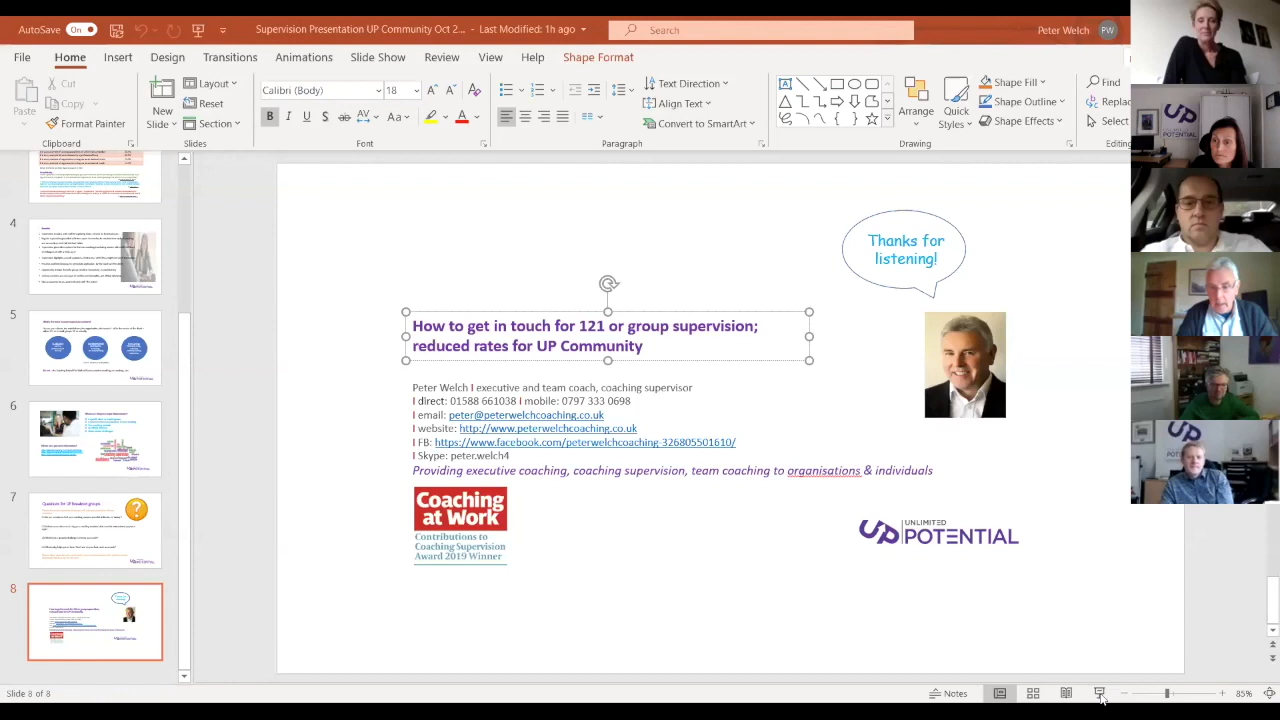 AutoSave On
Supervision Presentation UP Community Oct 2... - Last Modified: 1h ago
Search
Peter Welch PW
File Home Insert Design Transitions Animations Slide Show Review View Help Shape Format
Paste
Cut
Copy
Format Painter
Clipboard
New
Slide
Layout
Reset
Section
Slides
Calibri (Body) 18
Font
Text Direction
Align Text
Convert to SmartArt
Paragraph
Arrange
Quick
Styles
Shape Fill
Shape Outline
Shape Effects
Drawing
Find
Replac
Select
Editing
4
5
6
7
Questions for UP Breakout groups
8
Thanks for
listening!
How to get in touch for 121 or group supervision;
reduced rates for UP Community
Peter Welch I executive and team coach, coaching supervisor
I direct: 01588 661038 I mobile: 0797 333 0698
I email: peter@peterwelchcoaching.co.uk
I website: http://www.peterwelchcoaching.co.uk
I FB: https://www.facebook.com/peterwelchcoaching-326805501610/
I Skype: peter.welch4
Providing executive coaching, coaching supervision, team coaching to organisations & individuals
Coaching
at Work
Contributions to
Coaching Supervision
Award 2019 Winner
UP UNLIMITED
POTENTIAL
UP
POTENTIAL
Slide 8 of 8
Notes
85%